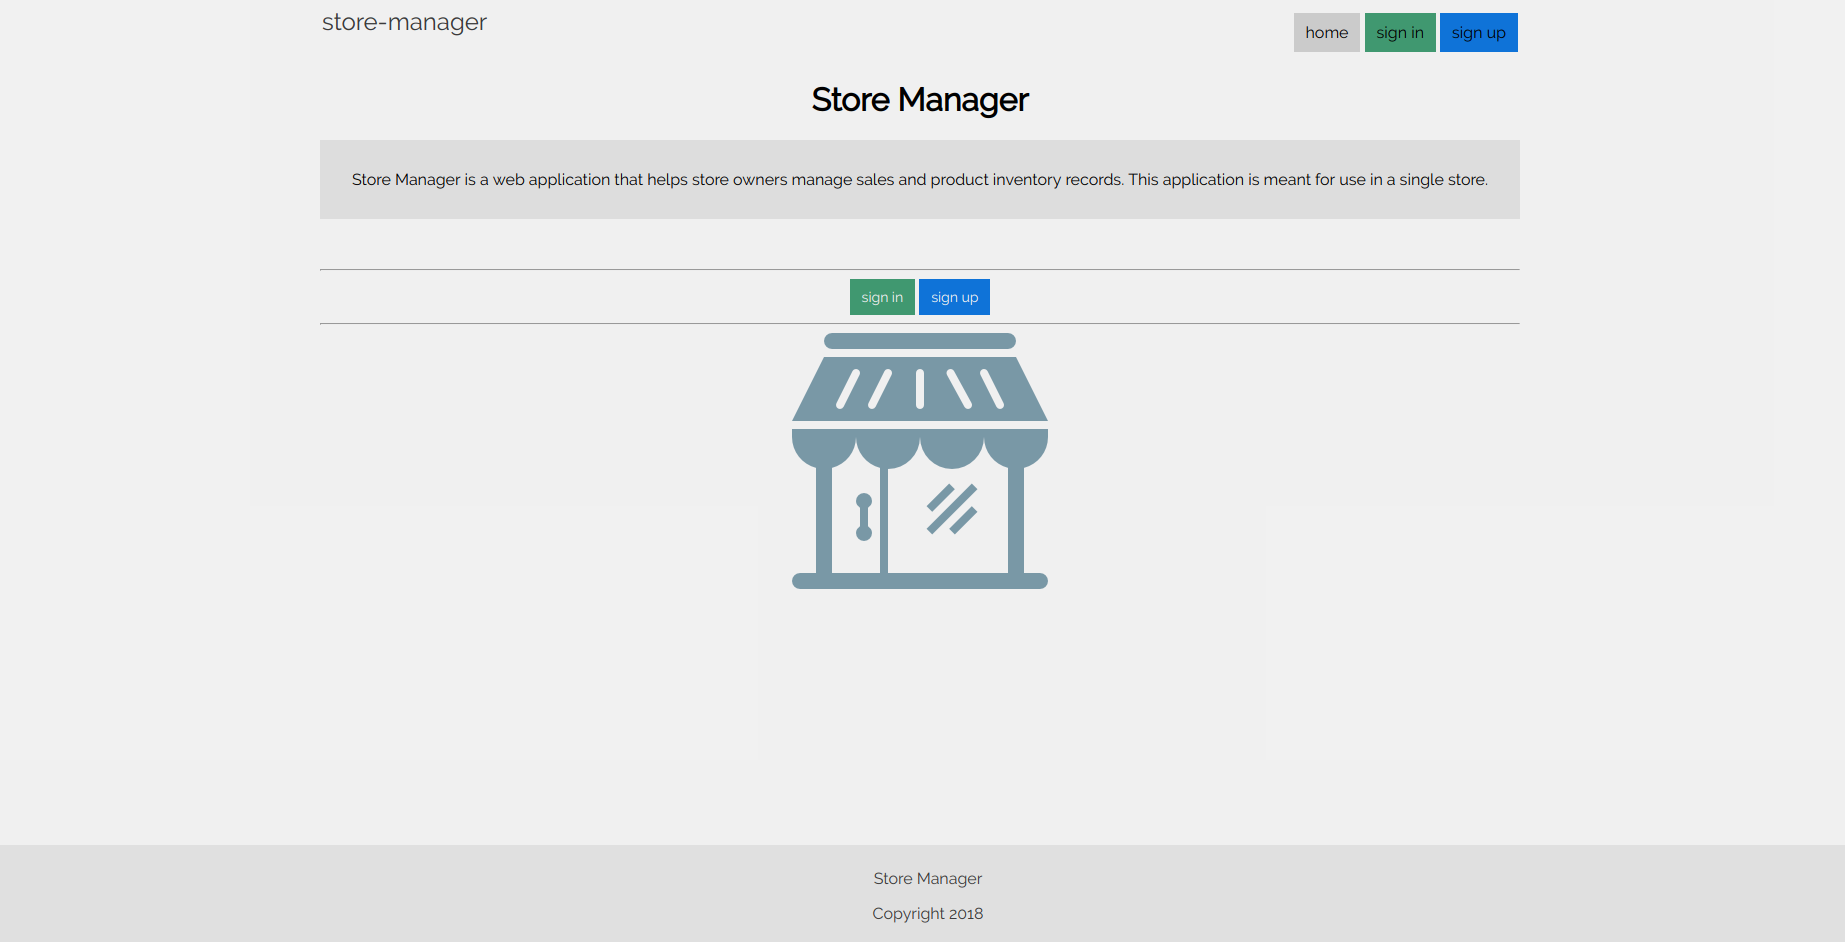 store-manager
home
sign in
sign up
Store Manager
Store Manager is a web application that helps store owners manage sales and product inventory records. This application is meant for use in a single store.
sign in
sign up
Store Manager
Copyright 2018